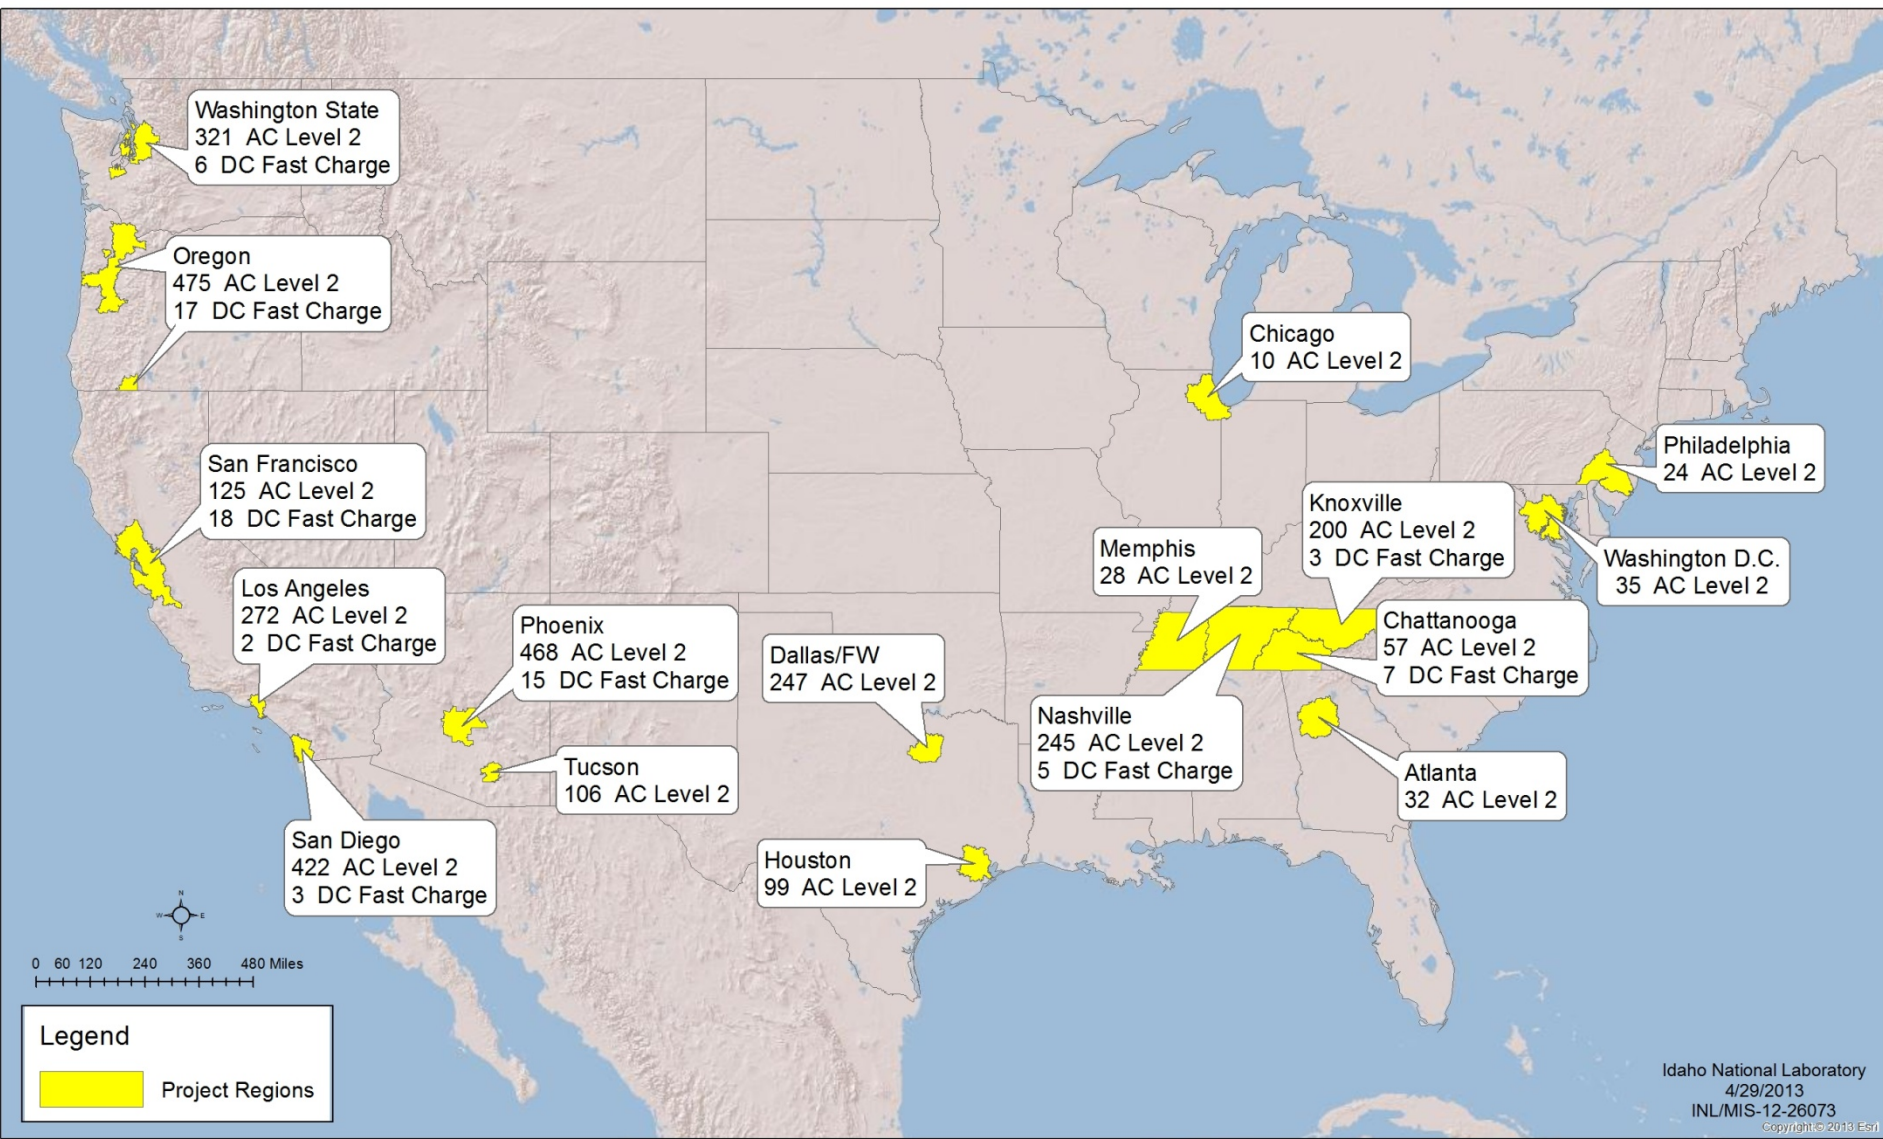 Washington State
321 AC Level 2
6 DC Fast Charge
Oregon
475 AC Level 2
17 DC Fast Charge
San Francisco
125 AC Level 2
18 DC Fast Charge
Los Angeles
272 AC Level 2
2 DC Fast Charge
San Diego
422 AC Level 2
3 DC Fast Charge
Phoenix
468 AC Level 2
15 DC Fast Charge
Tucson
106 AC Level 2
Dallas/FW
247 AC Level 2
Houston
99 AC Level 2
Chicago
10 AC Level 2
Memphis
28 AC Level 2
Knoxville
200 AC Level 2
3 DC Fast Charge
Nashville
245 AC Level 2
5 DC Fast Charge
Chattanooga
57 AC Level 2
7 DC Fast Charge
Atlanta
32 AC Level 2
Philadelphia
24 AC Level 2
Washington D.C.
35 AC Level 2
N
W E
S
0 60 120 240 360 480 Miles
Legend
Project Regions
Idaho National Laboratory
4/29/2013
INL/MIS-12-26073
Copyright:© 2013 Esri